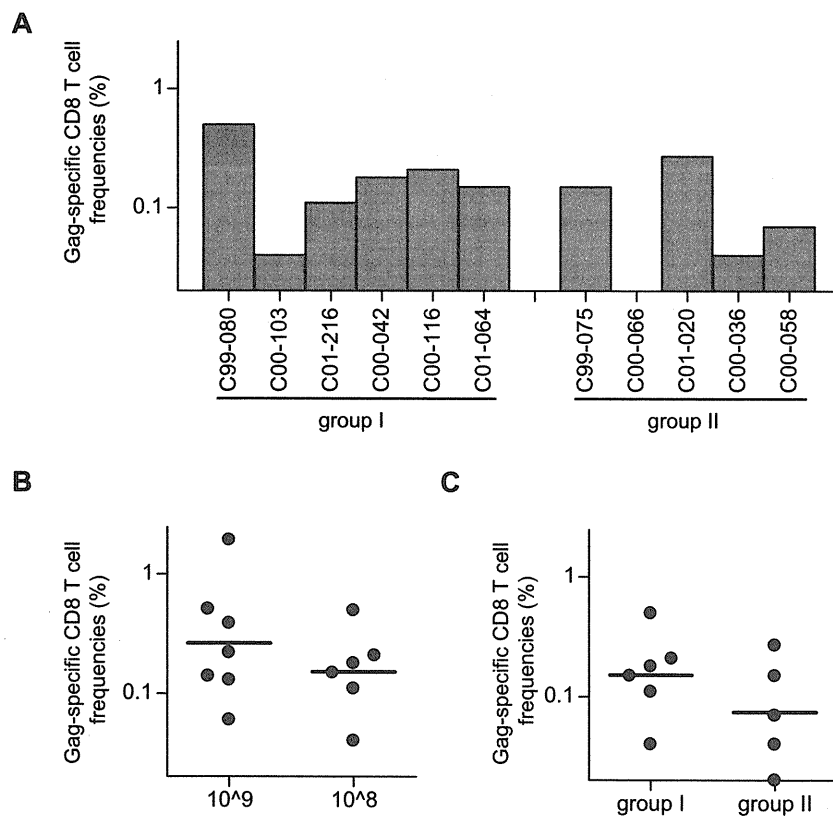 A
Gag-specific CD8 T cell
frequencies (%)
1
0.1
C99-080
C00-103
C01-216
C00-042
C00-116
C01-064
C99-075
C00-066
C01-020
C00-036
C00-058
group I
group II
B
Gag-specific CD8 T cell
frequencies (%)
1
0.1
10^9
10^8
C
Gag-specific CD8 T cell
frequencies (%)
1
0.1
group I
group II